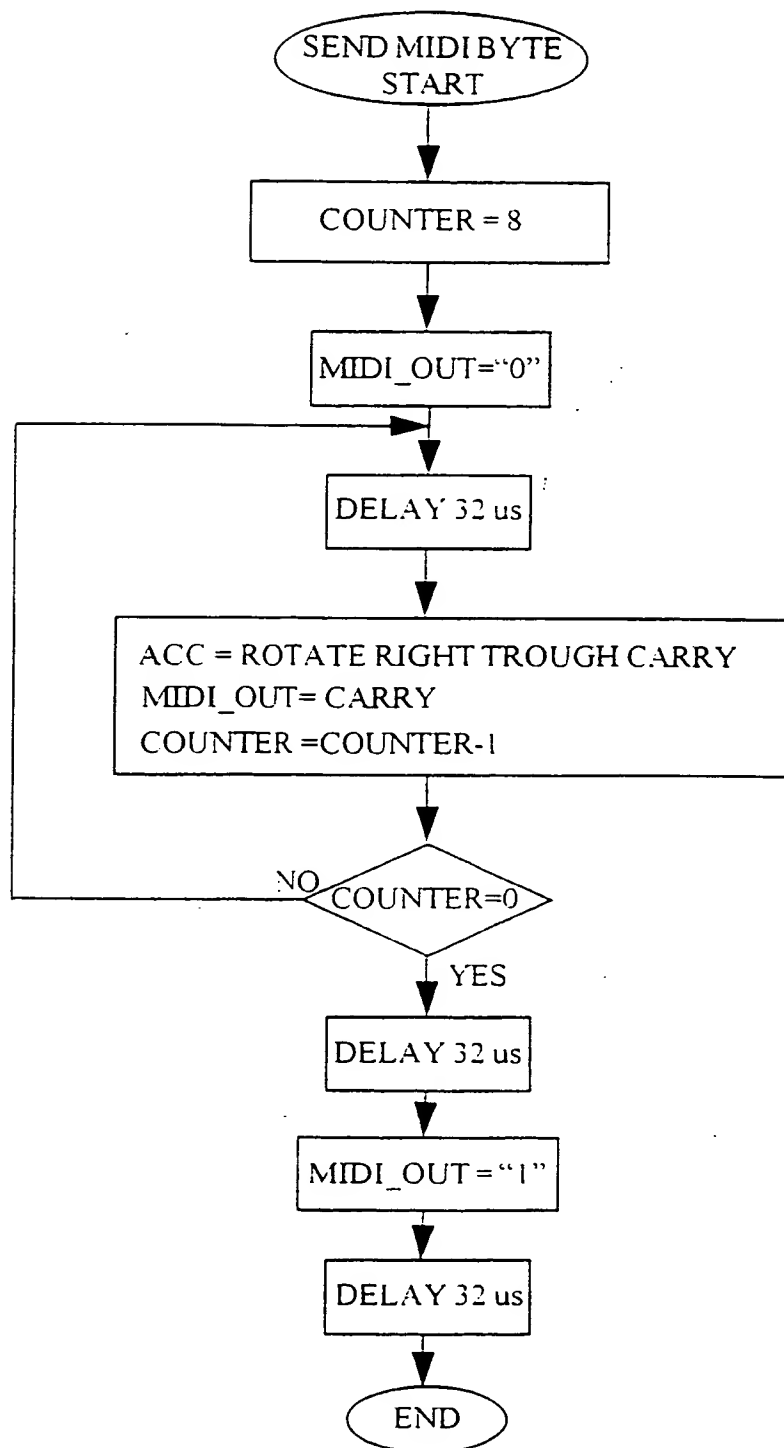 SEND MIDI BYTE
START
COUNTER = 8
MIDI_OUT="0"
DELAY 32 us
ACC = ROTATE RIGHT TROUGH CARRY
MIDI_OUT= CARRY
COUNTER =COUNTER-1
NO
COUNTER=0
YES
DELAY 32 us
MIDI_OUT = "1"
DELAY 32 us
END